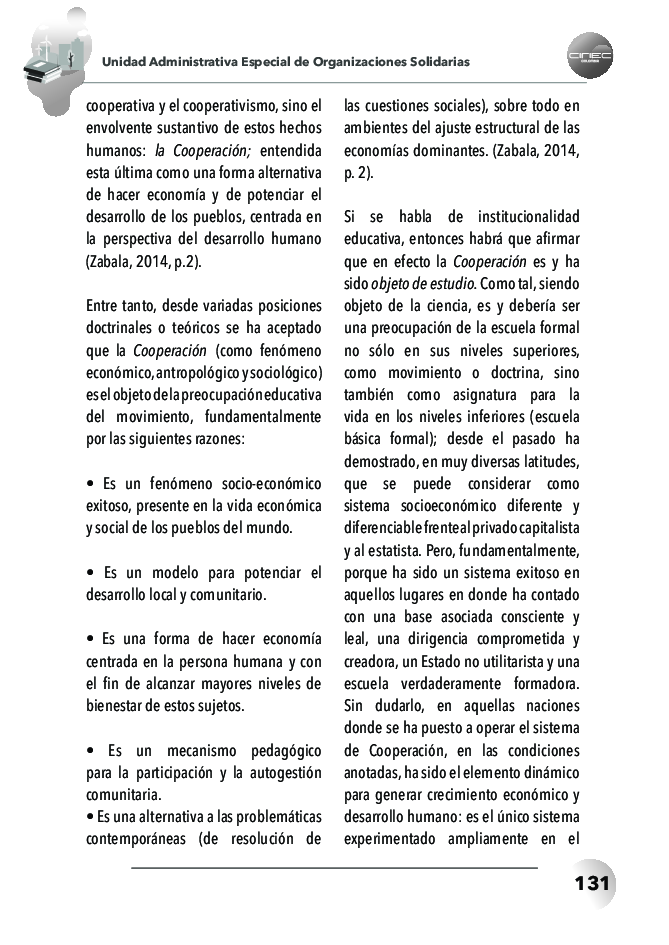 Unidad Administrativa Especial de Organizaciones Solidarias
cooperativa y el cooperativismo, sino el
envolvente sustantivo de estos hechos
humanos: la Cooperación; entendida
esta última como una forma alternativa
de hacer economía y de potenciar el
desarrollo de los pueblos, centrada en
la perspectiva del desarrollo humano
(Zabala, 2014, p.2).
Entre tanto, desde variadas posiciones
doctrinales o teóricos se ha aceptado
que la Cooperación (como fenómeno
económico, antropológico y sociológico)
es el objeto de la preocupación educativa
del movimiento, fundamentalmente
por las siguientes razones:
• Es un fenómeno socio-económico
exitoso, presente en la vida económica
y social de los pueblos del mundo.
• Es un modelo para potenciar el
desarrollo local y comunitario.
• Es una forma de hacer economía
centrada en la persona humana y con
el fin de alcanzar mayores niveles de
bienestar de estos sujetos.
• Es un mecanismo pedagógico
para la participación y la autogestión
comunitaria.
• Es una alternativa a las problemáticas
contemporáneas (de resolución de
las cuestiones sociales), sobre todo en
ambientes del ajuste estructural de las
economías dominantes. (Zabala, 2014,
p. 2).
Si se habla de institucionalidad
educativa, entonces habrá que afirmar
que en efecto la Cooperación es y ha
sido objeto de estudio. Como tal, siendo
objeto de la ciencia, es y debería ser
una preocupación de la escuela formal
no sólo en sus niveles superiores,
como movimiento o doctrina, sino
también como asignatura para la
vida en los niveles inferiores (escuela
básica formal); desde el pasado ha
demostrado, en muy diversas latitudes,
que se puede considerar como
sistema socioeconómico diferente y
diferenciable frente al privado capitalista
y al estatista. Pero, fundamentalmente,
porque ha sido un sistema exitoso en
aquellos lugares en donde ha contado
con una base asociada consciente y
leal, una dirigencia comprometida y
creadora, un Estado no utilitarista y una
escuela verdaderamente formadora.
Sin dudarlo, en aquellas naciones
donde se ha puesto a operar el sistema
de Cooperación, en las condiciones
anotadas, ha sido el elemento dinámico
para generar crecimiento económico y
desarrollo humano: es el único sistema
experimentado ampliamente en el
131